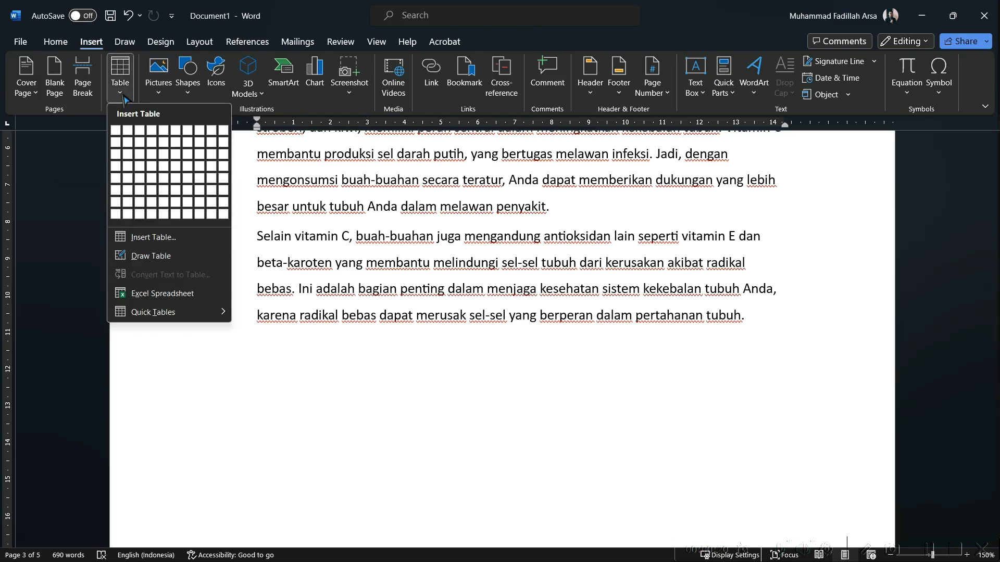 AutoSave Off Document1 - Word Search Muhammad Fadillah Arsa
File Home Insert Draw Design Layout References Mailings Review View Help Acrobat Comments Editing Share
Cover Page
Blank Page
Page Break
Pages
Table
Pictures
Shapes
Icons
3D Models
SmartArt
Chart
Screenshot
Illustrations
Online Videos
Media
Link
Bookmark
Cross-reference
Links
Comment
Comments
Header
Footer
Page Number
Header & Footer
Text Box
Quick Parts
WordArt
Drop Cap
Signature Line
Date & Time
Object
Text
Equation
Symbol
Symbols
Insert Table
Insert Table...
Draw Table
Convert Text to Table...
Excel Spreadsheet
Quick Tables
1 2 3 4 5 6 7 8 9 10 11 12 13 14
6
7
8
9
10
11
12
13
14
15
16
membantu produksi sel darah putih, yang bertugas melawan infeksi. Jadi, dengan
mengonsumsi buah-buahan secara teratur, Anda dapat memberikan dukungan yang lebih
besar untuk tubuh Anda dalam melawan penyakit.
Selain vitamin C, buah-buahan juga mengandung antioksidan lain seperti vitamin E dan
beta-karoten yang membantu melindungi sel-sel tubuh dari kerusakan akibat radikal
bebas. Ini adalah bagian penting dalam menjaga kesehatan sistem kekebalan tubuh Anda,
karena radikal bebas dapat merusak sel-sel yang berperan dalam pertahanan tubuh.
Page 3 of 5 690 words English (Indonesia) Accessibility: Good to go Display Settings Focus 150%